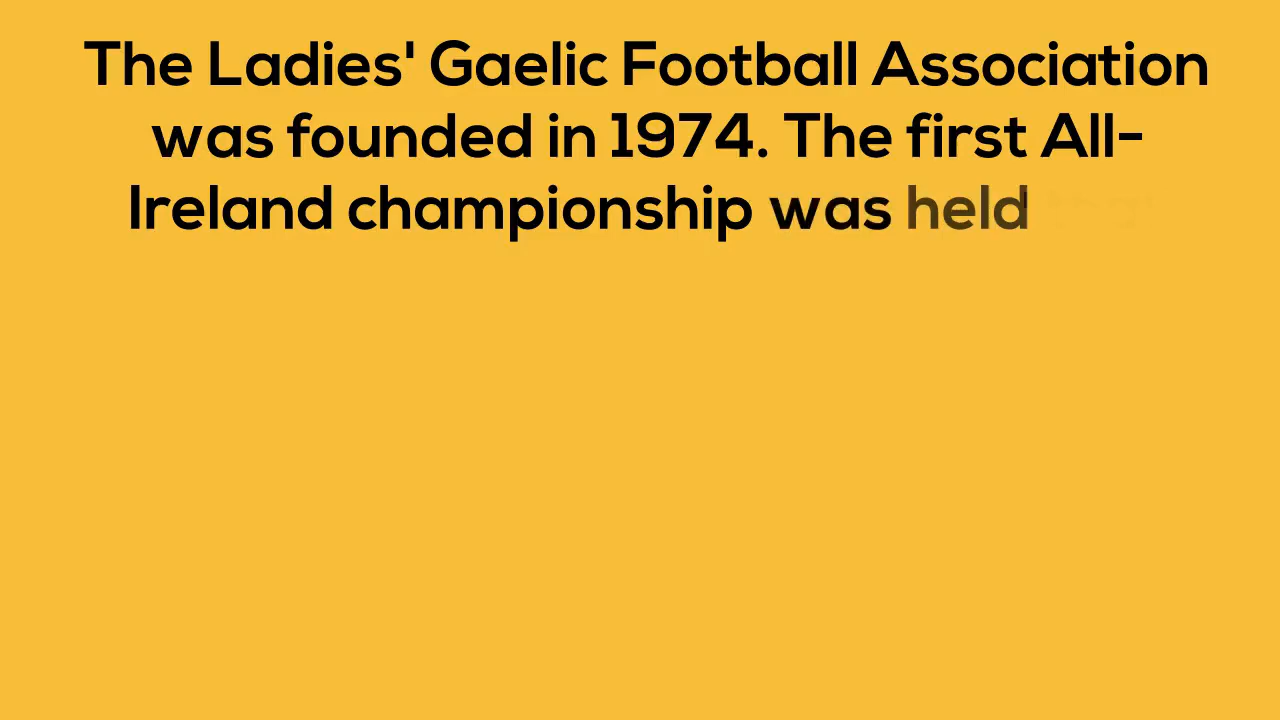 The Ladies' Gaelic Football Association
was founded in 1974. The first All-
Ireland championship was held